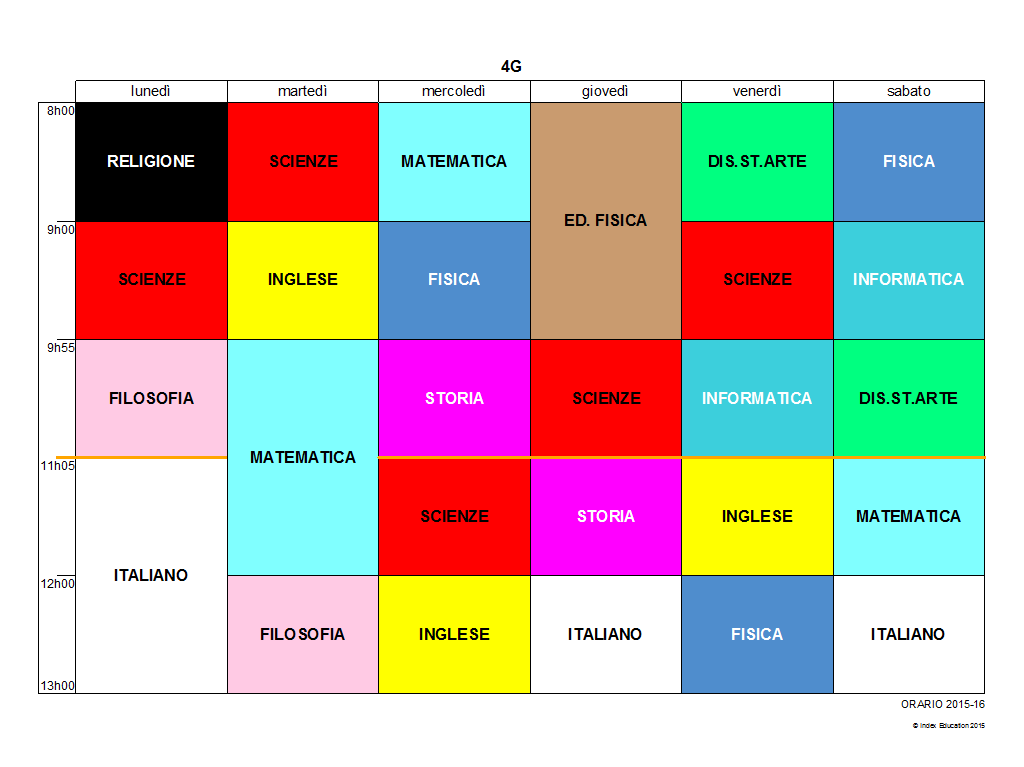 4G
lunedì martedì mercoledì giovedì venerdì sabato
8h00
RELIGIONE SCIENZE MATEMATICA DIS.ST.ARTE FISICA
ED. FISICA
9h00
SCIENZE INGLESE FISICA SCIENZE INFORMATICA
9h55
FILOSOFIA STORIA SCIENZE INFORMATICA DIS.ST.ARTE
MATEMATICA
11h05
SCIENZE STORIA INGLESE MATEMATICA
ITALIANO
12h00
FILOSOFIA INGLESE ITALIANO FISICA ITALIANO
13h00
ORARIO 2015-16
© Index Education 2015